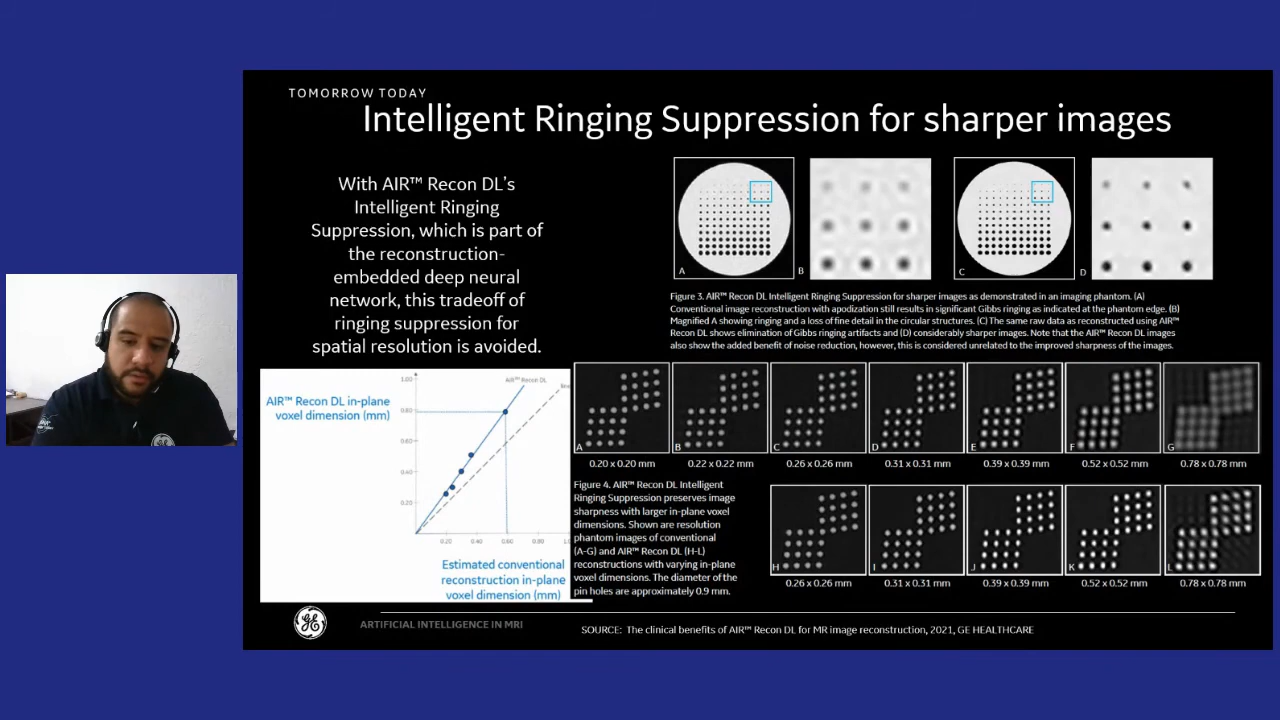 TOMORROW TODAY
Intelligent Ringing Suppression for sharper images
With AIR™ Recon DL's
Intelligent Ringing
Suppression, which is part of
the reconstruction-
embedded deep neural
network, this tradeoff of
ringing suppression for
spatial resolution is avoided.
A
B
C
D
Figure 3. AIR™ Recon DL Intelligent Ringing Suppression for sharper images as demonstrated in an imaging phantom. (A)
Conventional image reconstruction with apodization still results in significant Gibbs ringing as indicated at the phantom edge. (B)
Magnified A showing ringing and a loss of fine detail in the circular structures. (C) The same raw data as reconstructed using AIR™
Recon DL shows elimination of Gibbs ringing artifacts and (D) considerably sharper images. Note that the AIR™ Recon DL images
also show the added benefit of noise reduction, however, this is considered unrelated to the improved sharpness of the images.
AIR™ Recon DL in-plane
voxel dimension (mm)
AIR™ Recon DL
1.00
0.80
0.60
0.40
0.20
0.20
0.40
0.60
0.80
Estimated conventional
reconstruction in-plane
voxel dimension (mm)
A
B
C
D
E
F
G
0.20 x 0.20 mm
0.22 x 0.22 mm
0.26 x 0.26 mm
0.31 x 0.31 mm
0.39 x 0.39 mm
0.52 x 0.52 mm
0.78 x 0.78 mm
Figure 4. AIR™ Recon DL Intelligent
Ringing Suppression preserves image
sharpness with larger in-plane voxel
dimensions. Shown are resolution
phantom images of conventional
(A-G) and AIR™ Recon DL (H-L)
reconstructions with varying in-plane
voxel dimensions. The diameter of the
pin holes are approximately 0.9 mm.
H
I
J
K
L
0.26 x 0.26 mm
0.31 x 0.31 mm
0.39 x 0.39 mm
0.52 x 0.52 mm
0.78 x 0.78 mm
ARTIFICIAL INTELLIGENCE IN MRI
SOURCE: The clinical benefits of AIR™ Recon DL for MR image reconstruction, 2021, GE HEALTHCARE